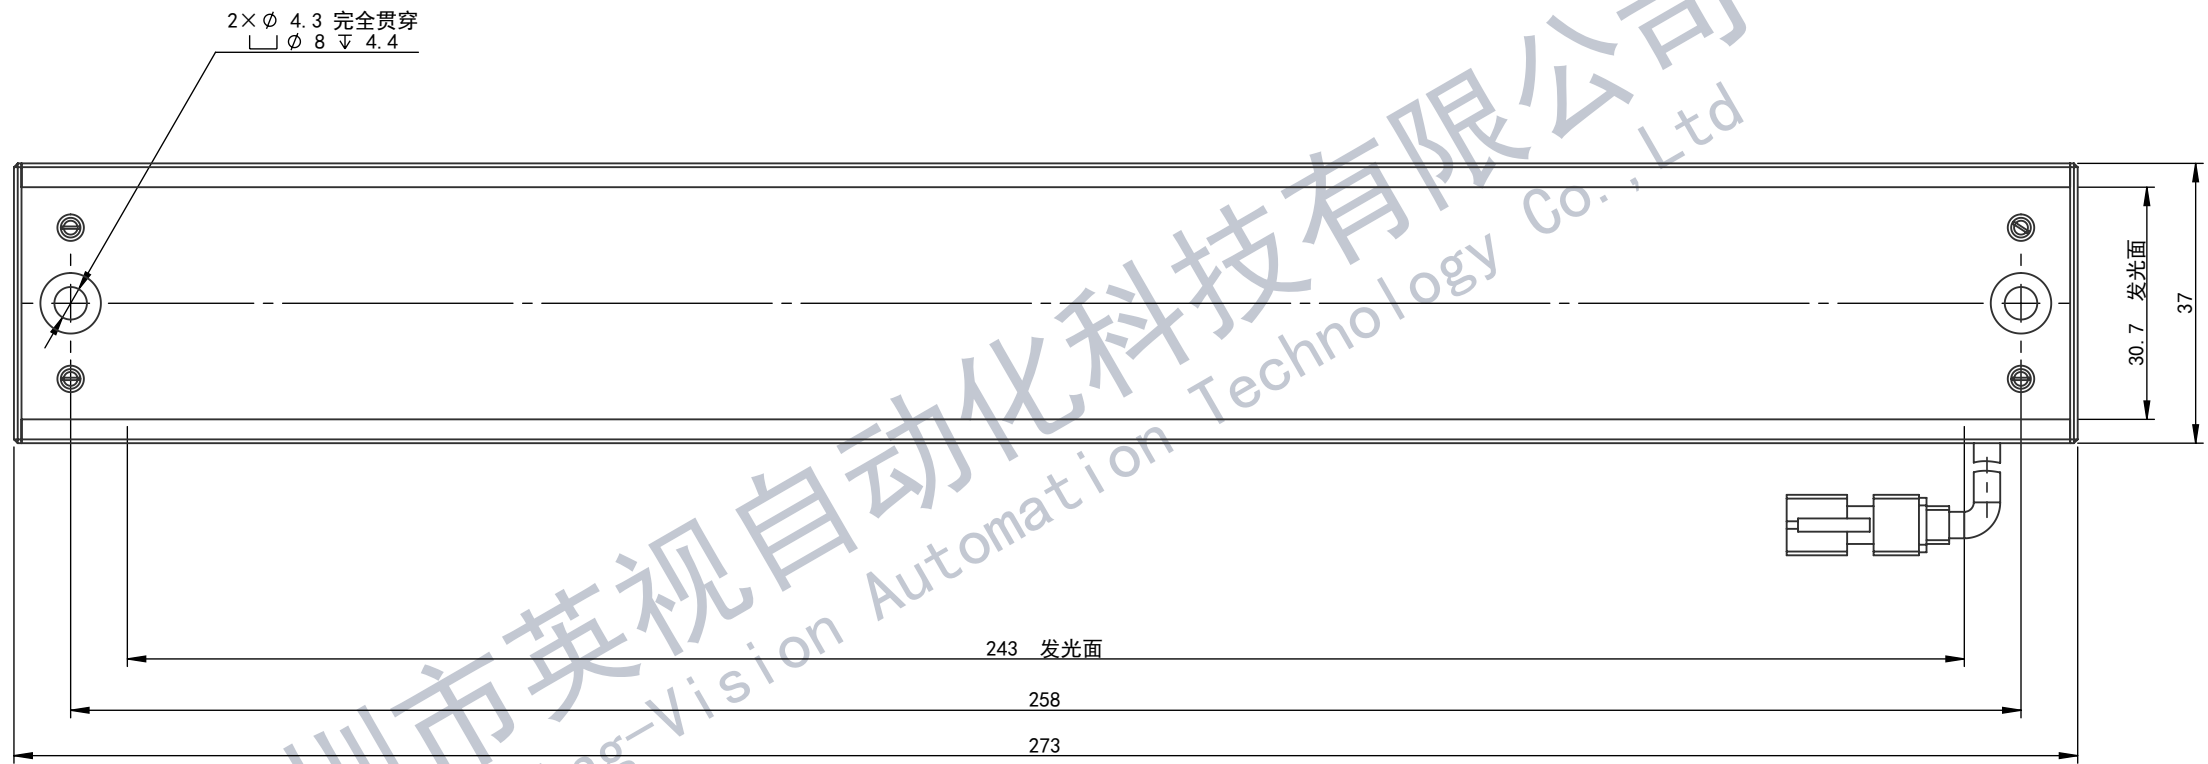 2×⌀ 4.3 完全贯穿
⌴ ⌀ 8 ↧ 4.4
30.7 发光面
37
243 发光面
258
273
圳市英视自动化科技有限公司
ng-Vision Automation Technology Co.,Ltd